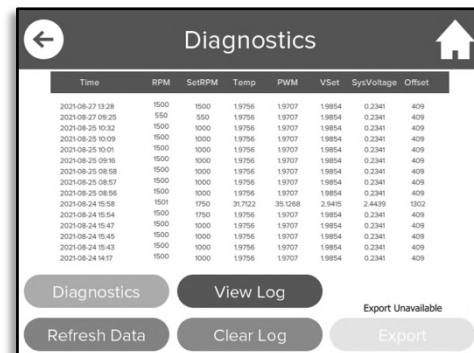 Diagnostics
Time RPM SetRPM Temp PWM VSet SysVoltage Offset
2021-08-27 13:28 1500 1500 1.9756 1.9707 1.9854 0.2341 409
2021-08-27 09:25 550 550 1.9756 1.9707 1.9854 0.2341 409
2021-08-25 10:32 1500 1000 1.9756 1.9707 1.9854 0.2341 409
2021-08-25 10:09 1500 1000 1.9756 1.9707 1.9854 0.2341 409
2021-08-25 10:01 1500 1000 1.9756 1.9707 1.9854 0.2341 409
2021-08-25 09:16 1500 1000 1.9756 1.9707 1.9854 0.2341 409
2021-08-25 08:58 1500 1000 1.9756 1.9707 1.9854 0.2341 409
2021-08-25 08:57 1500 1000 1.9756 1.9707 1.9854 0.2341 409
2021-08-25 08:56 1500 1000 1.9756 1.9707 1.9854 0.2341 409
2021-08-24 15:58 1501 1750 31.7122 35.1268 2.9415 2.4439 1302
2021-08-24 15:54 1500 1750 1.9756 1.9707 1.9854 0.2341 409
2021-08-24 15:47 1500 1000 1.9756 1.9707 1.9854 0.2341 409
2021-08-24 15:45 1500 1000 1.9756 1.9707 1.9854 0.2341 409
2021-08-24 15:43 1500 1000 1.9756 1.9707 1.9854 0.2341 409
2021-08-24 14:17 1500 1000 1.9756 1.9707 1.9854 0.2341 409
Diagnostics View Log
Export Unavailable
Refresh Data Clear Log Export